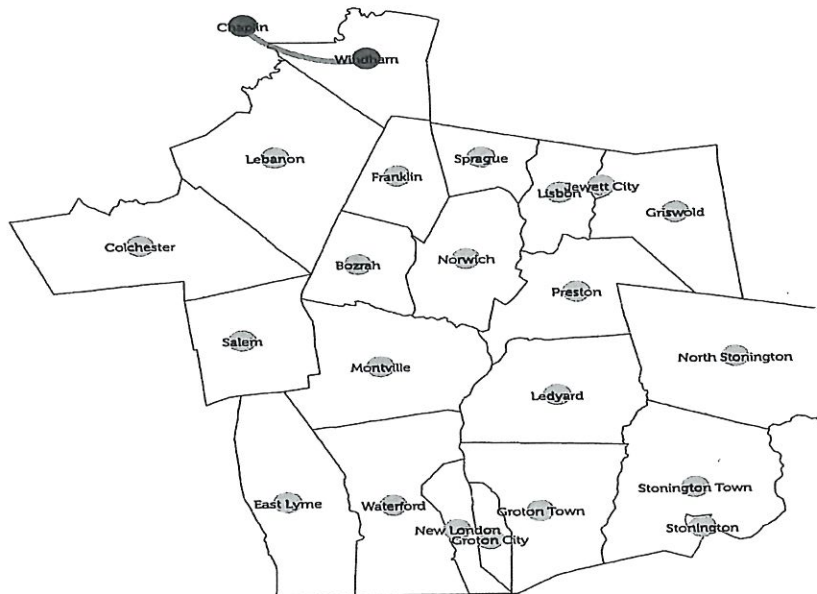 Chaplin
Windham
Lebanon
Franklin
Sprague
Lisbon
Jewett City
Griswold
Colchester
Bozrah
Norwich
Preston
Salem
Montville
Ledyard
North Stonington
East Lyme
Waterford
New London
Groton City
Groton Town
Stonington Town
Stonington